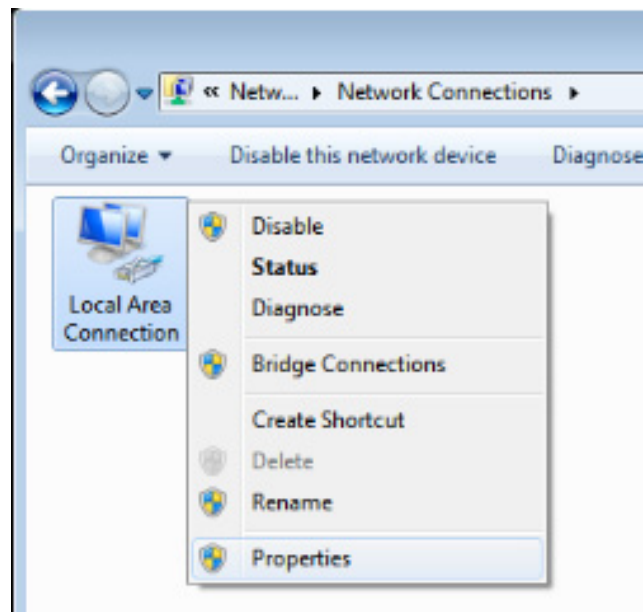 « Netw... ▸ Network Connections ▸
Organize ▾ Disable this network device Diagnose
Local Area
Connection
Disable
Status
Diagnose
Bridge Connections
Create Shortcut
Delete
Rename
Properties